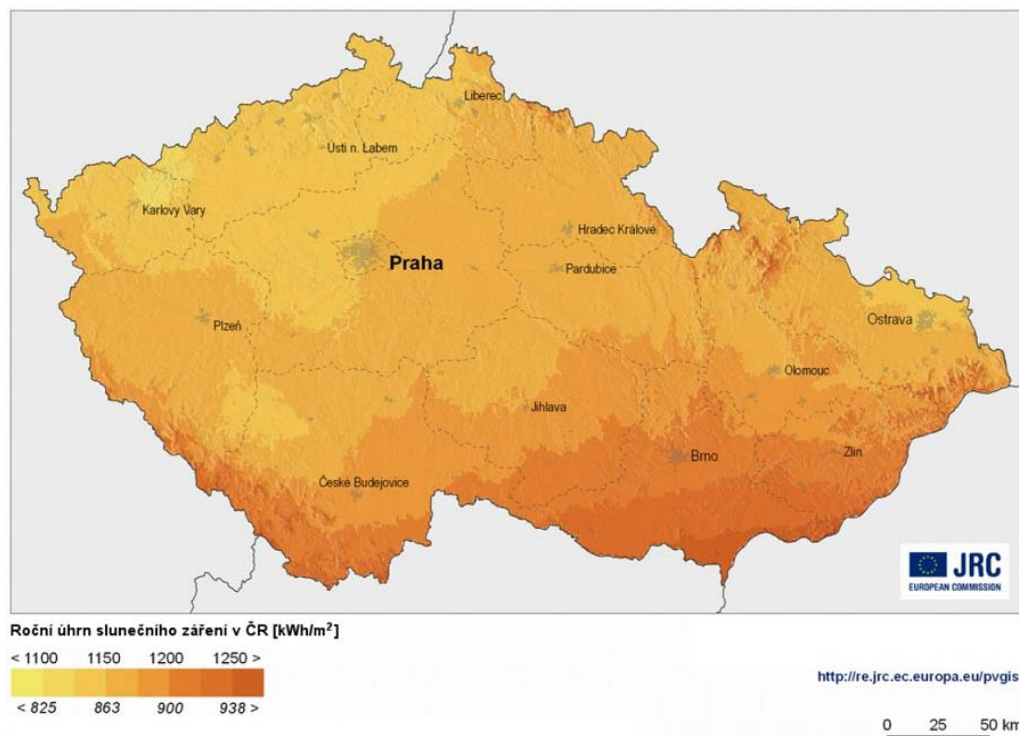 Liberec
Ústí n. Labem
Karlovy Vary
Hradec Králové
Praha
Pardubice
Plzeň
Ostrava
Olomouc
Jihlava
Brno
Zlín
České Budejovice
JRC
EUROPEAN COMMISSION
Roční úhrn slunečního záření v ČR [kWh/m²]
< 1100 1150 1200 1250 >
< 825 863 900 938 >
http://re.jrc.ec.europa.eu/pvgis
0 25 50 km